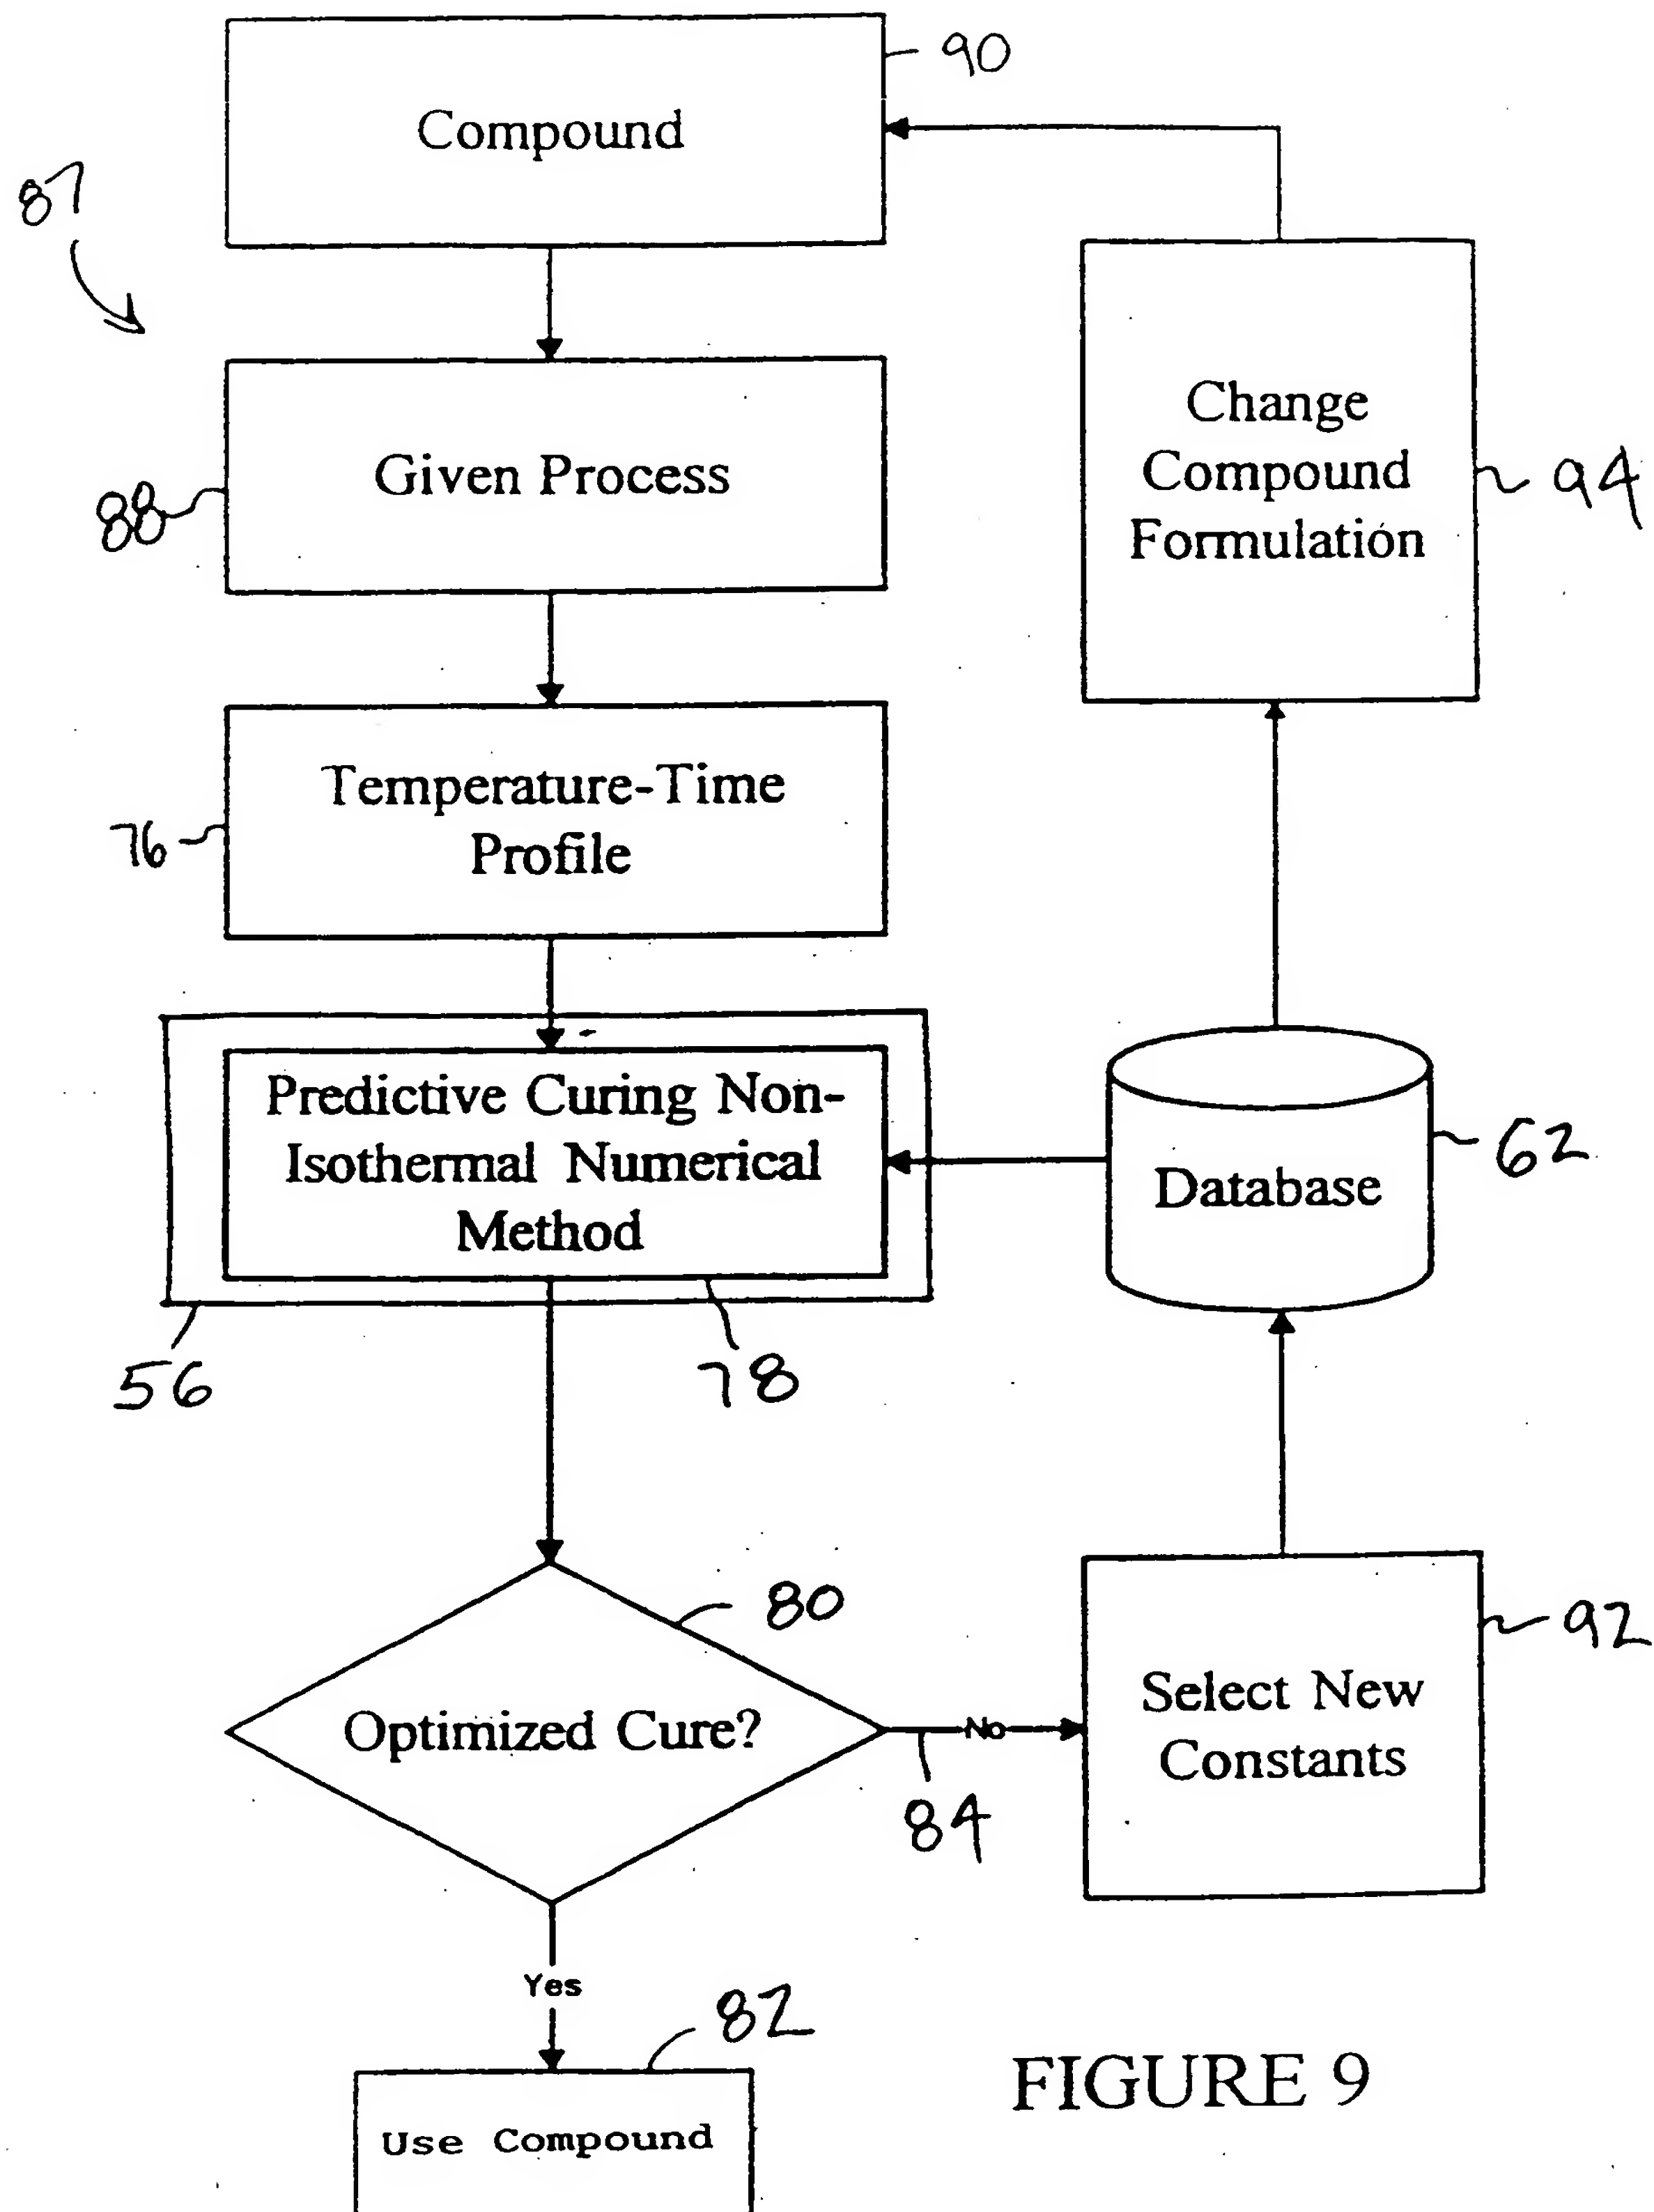 90
Compound
87
Given Process
88
Change
Compound
Formulation
94
Temperature-Time
Profile
76
Predictive Curing Non-
Isothermal Numerical
Method
Database
62
56
78
80
Optimized Cure?
No
84
Select New
Constants
92
Yes
82
Use Compound
FIGURE 9